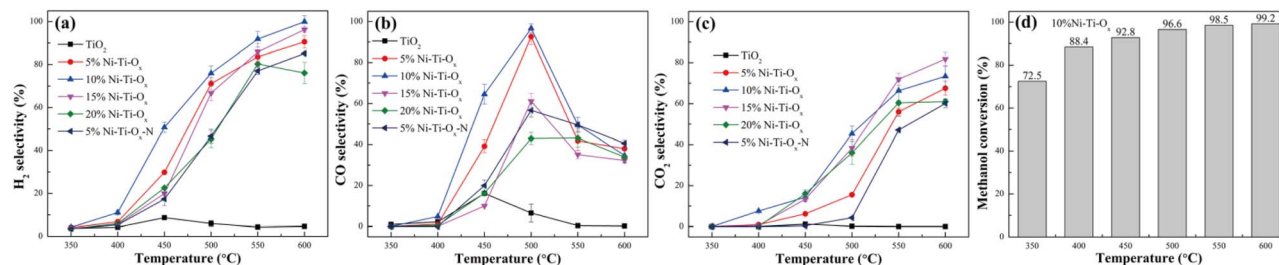 (a)
H₂ selectivity (%)
100
80
60
40
20
0
TiO₂
5% Ni-Ti-Oₓ
10% Ni-Ti-Oₓ
15% Ni-Ti-Oₓ
20% Ni-Ti-Oₓ
5% Ni-Ti-Oₓ-N
350 400 450 500 550 600
Temperature (°C)
(b)
CO selectivity (%)
100
80
60
40
20
0
TiO₂
5% Ni-Ti-Oₓ
10% Ni-Ti-Oₓ
15% Ni-Ti-Oₓ
20% Ni-Ti-Oₓ
5% Ni-Ti-Oₓ-N
350 400 450 500 550 600
Temperature (°C)
(c)
CO₂ selectivity (%)
100
80
60
40
20
0
TiO₂
5% Ni-Ti-Oₓ
10% Ni-Ti-Oₓ
15% Ni-Ti-Oₓ
20% Ni-Ti-Oₓ
5% Ni-Ti-Oₓ-N
350 400 450 500 550 600
Temperature (°C)
(d)
10%Ni-Ti-Oₓ
Methanol conversion (%)
100
80
60
40
20
0
72.5 88.4 92.8 96.6 98.5 99.2
350 400 450 500 550 600
Temperature (°C)